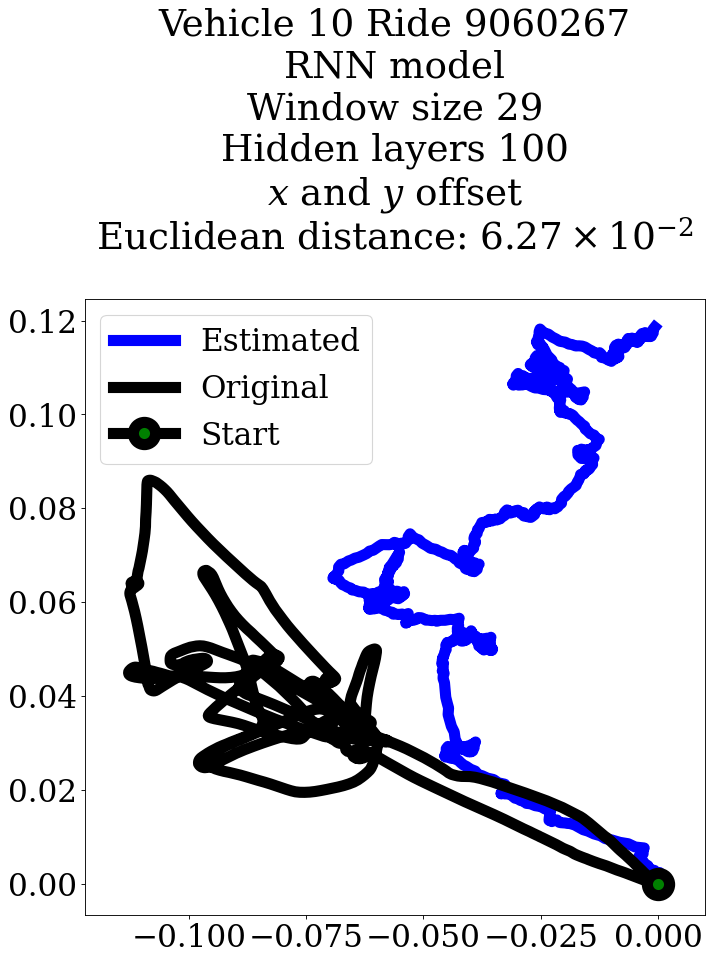 Vehicle 10 Ride 9060267
RNN model
Window size 29
Hidden layers 100
x and y offset
Euclidean distance: 6.27 × 10⁻²
Estimated
Original
Start
0.12
0.10
0.08
0.06
0.04
0.02
0.00
−0.100 −0.075 −0.050 −0.025 0.000